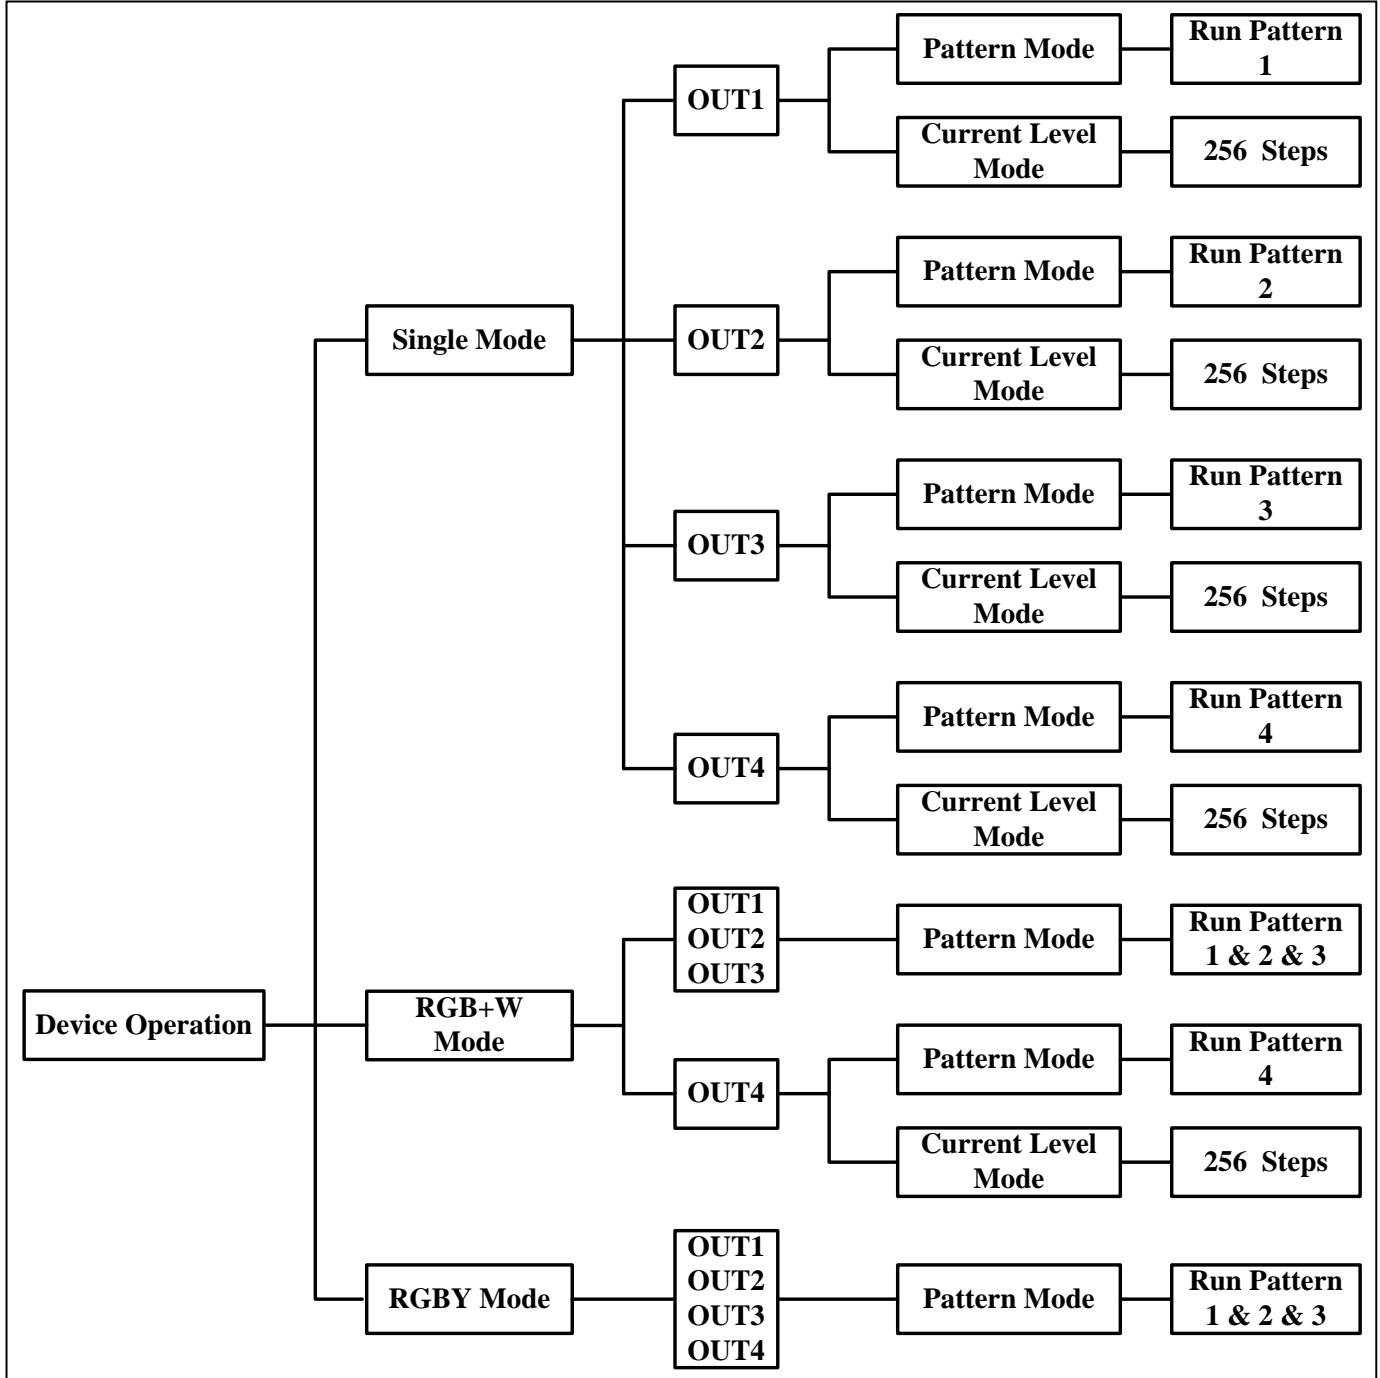 Pattern Mode
Run Pattern
1
OUT1
Current Level
Mode
256 Steps
Pattern Mode
Run Pattern
2
Single Mode
OUT2
Current Level
Mode
256 Steps
Pattern Mode
Run Pattern
3
OUT3
Current Level
Mode
256 Steps
Pattern Mode
Run Pattern
4
OUT4
Current Level
Mode
256 Steps
OUT1
OUT2
OUT3
Pattern Mode
Run Pattern
1 & 2 & 3
Device Operation
RGB+W
Mode
OUT4
Pattern Mode
Run Pattern
4
Current Level
Mode
256 Steps
RGBY Mode
OUT1
OUT2
OUT3
OUT4
Pattern Mode
Run Pattern
1 & 2 & 3